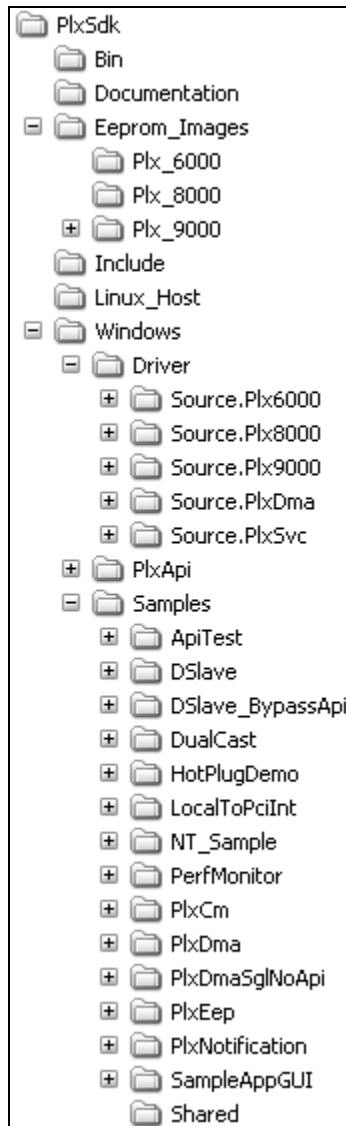 PlxSdk
Bin
Documentation
Eeprom_Images
Plx_6000
Plx_8000
Plx_9000
Include
Linux_Host
Windows
Driver
Source.Plx6000
Source.Plx8000
Source.Plx9000
Source.PlxDma
Source.PlxSvc
PlxApi
Samples
ApiTest
DSlave
DSlave_BypassApi
DualCast
HotPlugDemo
LocalToPciInt
NT_Sample
PerfMonitor
PlxCm
PlxDma
PlxDmaSglNoApi
PlxEep
PlxNotification
SampleAppGUI
Shared